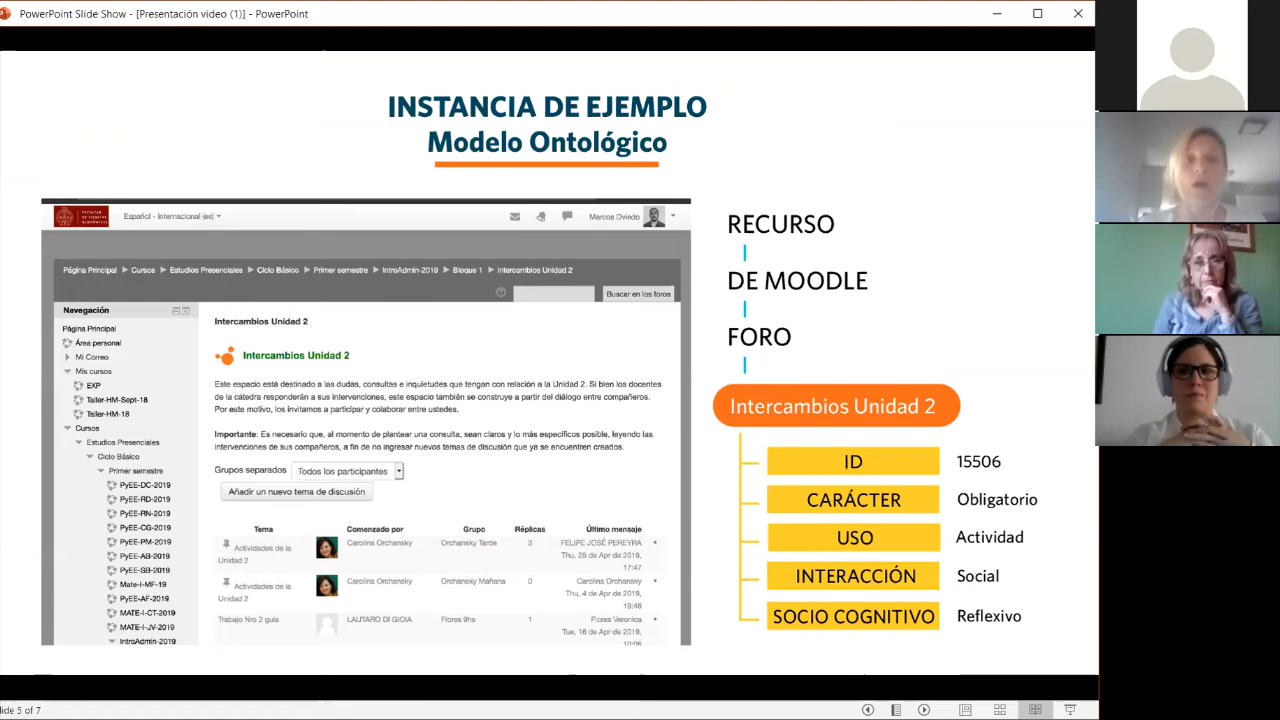 PowerPoint Slide Show - [Presentación video (1)] - PowerPoint
INSTANCIA DE EJEMPLO
Modelo Ontológico
FACULTAD
DE CIENCIAS
ECONÓMICAS
Español - Internacional (es)
Marcos Oviedo
Página Principal Cursos Estudios Presenciales Ciclo Básico Primer semestre IntroAdmin-2019 Bloque 1 Intercambios Unidad 2
Buscar en los foros
Navegación
Página Principal
Área personal
Mi Correo
Mis cursos
EXP
Taller-HM-Sept-18
Taller-HM-18
Cursos
Estudios Presenciales
Ciclo Básico
Primer semestre
PyEE-DC-2019
PyEE-RD-2019
PyEE-RN-2019
PyEE-CG-2019
PyEE-PM-2019
PyEE-AB-2019
PyEE-SB-2019
Mate-I-MF-19
PyEE-AF-2019
MATE-I-CT-2019
MATE-I-JV-2019
IntroAdmin-2019
Intercambios Unidad 2
Intercambios Unidad 2
Este espacio está destinado a las dudas, consultas e inquietudes que tengan con relación a la Unidad 2. Si bien los docentes
de la cátedra responderán a sus intervenciones, este espacio también se construye a partir del diálogo entre compañeros.
Por este motivo, los invitamos a participar y colaborar entre ustedes.
Importante: Es necesario que, al momento de plantear una consulta, sean claros y lo más específicos posible, leyendo las
intervenciones de sus compañeros, a fin de no ingresar nuevos temas de discusión que ya se encuentren creados.
Grupos separados Todos los participantes
Añadir un nuevo tema de discusión
Tema Comenzado por Grupo Réplicas Último mensaje
Actividades de la Unidad 2 Carolina Orchansky Orchansky Tarde 3 FELIPE JOSÉ PEREYRA
Thu, 25 de Apr de 2019,
17:47
Actividades de la Unidad 2 Carolina Orchansky Orchansky Mañana 0 Carolina Orchansky
Thu, 4 de Apr de 2019,
19:48
Trabajo Nro 2 guia LAUTARO DI GIOIA Flores 9hs 1 Flores Veronica
Tue, 16 de Apr de 2019,
10:06
RECURSO
DE MOODLE
FORO
Intercambios Unidad 2
ID 15506
CARÁCTER Obligatorio
USO Actividad
INTERACCIÓN Social
SOCIO COGNITIVO Reflexivo
lide 5 of 7